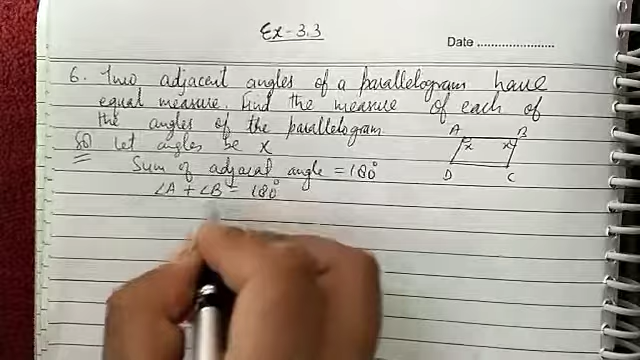 Ex-3.3
Date ......................
6. Two adjacent angles of a parallelogram have
equal measure. Find the measure of each of
the angles of the parallelogram
Sol Let angles be x
Sum of adjacent angle = 180°
∠A + ∠B = 180°
A B
x x
D C